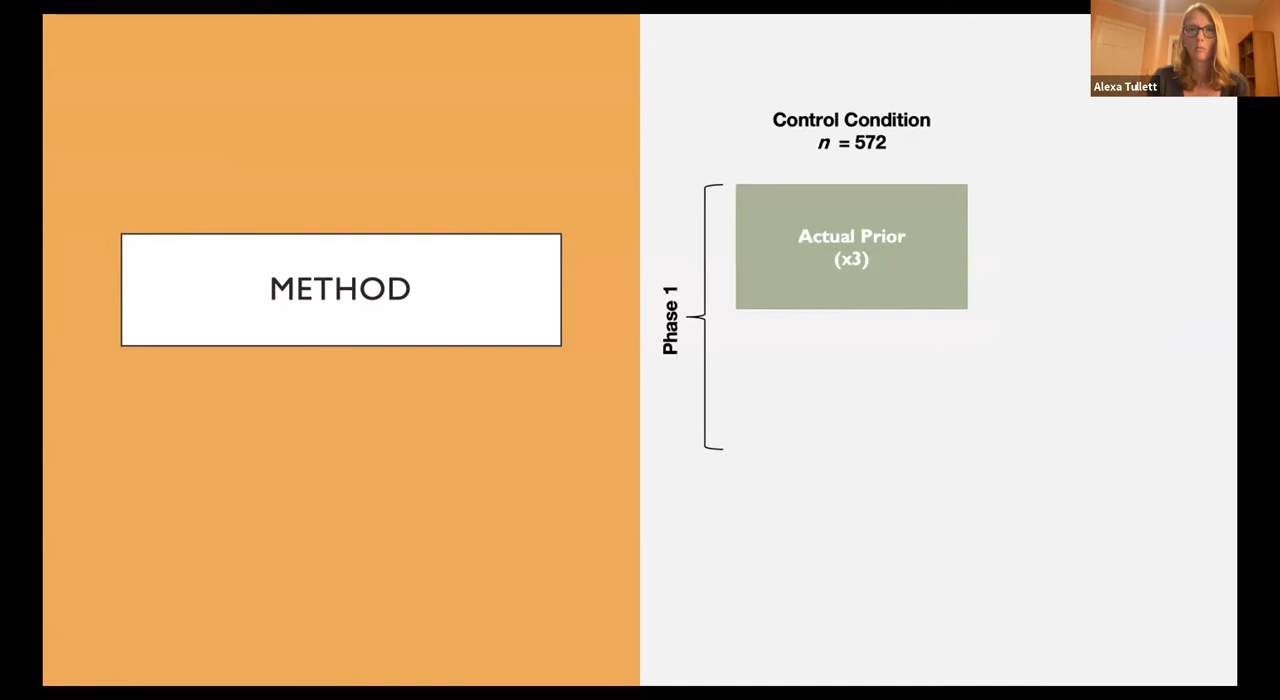 Alexa Tullett
METHOD
Control Condition
n = 572
Phase 1
Actual Prior
(x3)